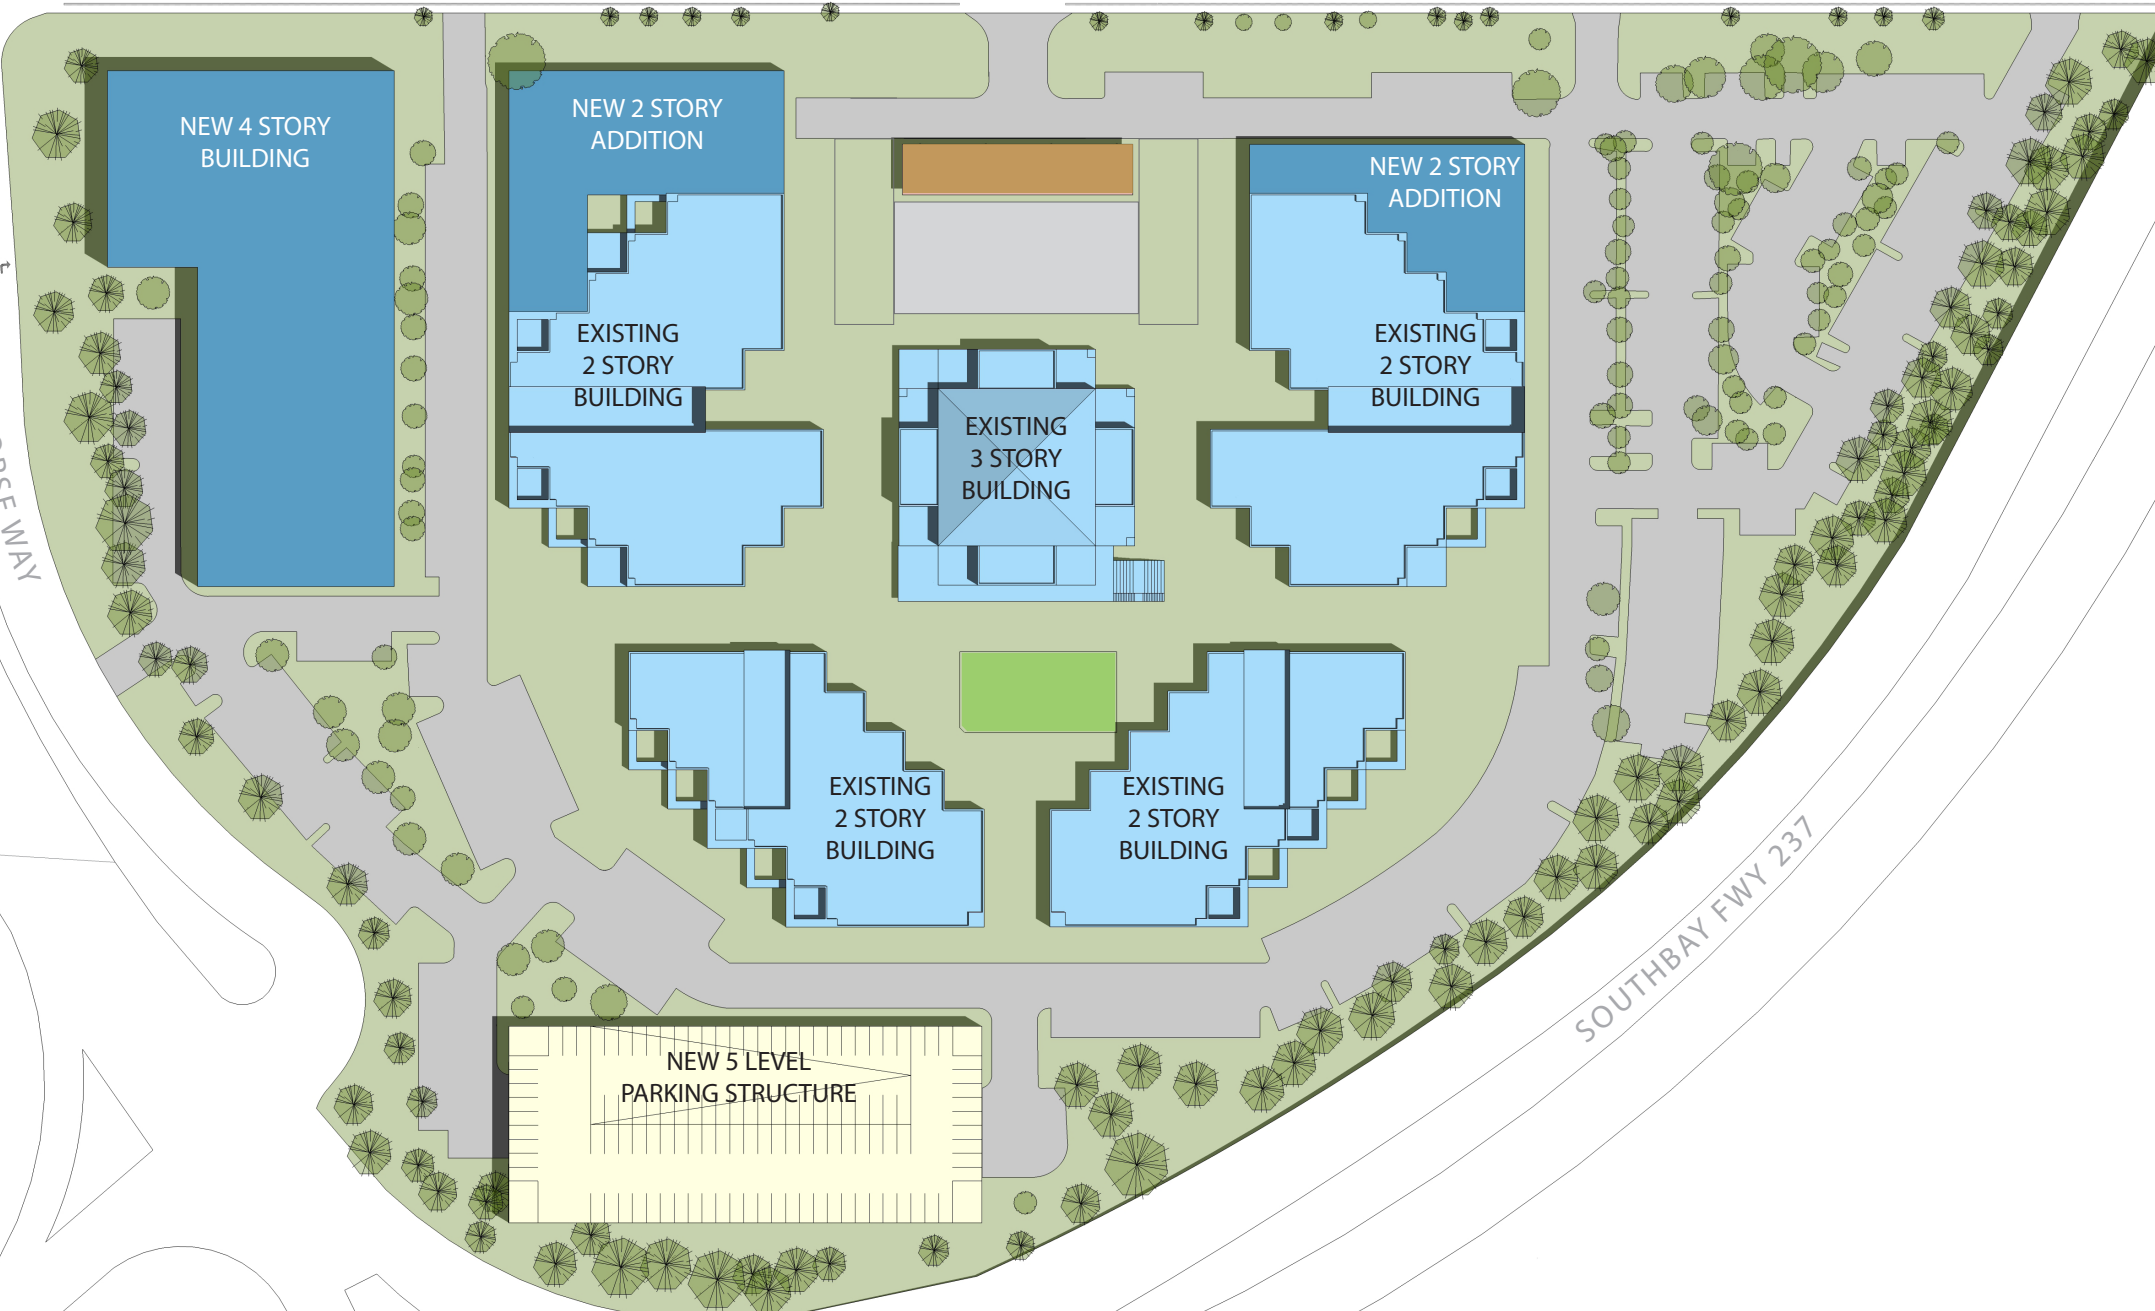 NEW 4 STORY
BUILDING
NEW 2 STORY
ADDITION
NEW 2 STORY
ADDITION
EXISTING
2 STORY
BUILDING
EXISTING
3 STORY
BUILDING
EXISTING
2 STORY
BUILDING
EXISTING
2 STORY
BUILDING
EXISTING
2 STORY
BUILDING
NEW 5 LEVEL
PARKING STRUCTURE
WAY
SOUTHBAY FWY 237